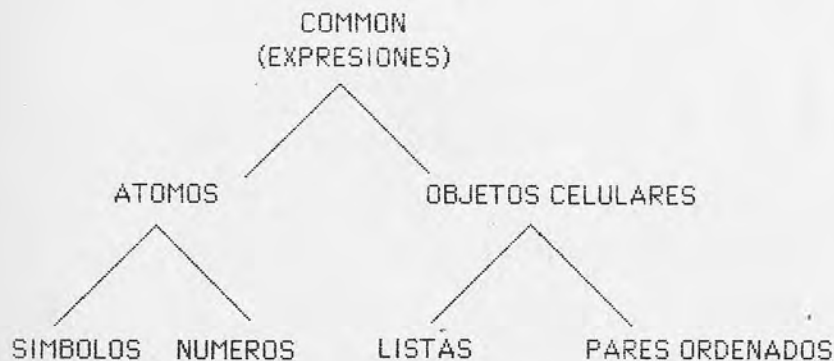 COMMON
(EXPRESIONES)
ATOMOS OBJETOS CELULARES
SIMBOLOS NUMEROS LISTAS PARES ORDENADOS